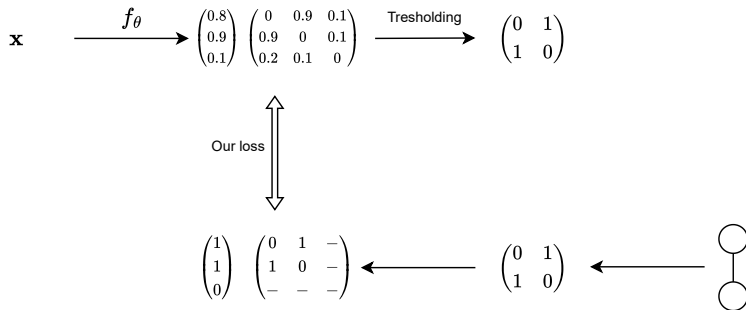 x
fθ
(0.8 0.9 0.1)
(0 0.9 0.1
0.9 0 0.1
0.2 0.1 0)
Tresholding
(0 1
1 0)
Our loss
(1 1 0)
(0 1 −
1 0 −
− − −)
(0 1
1 0)